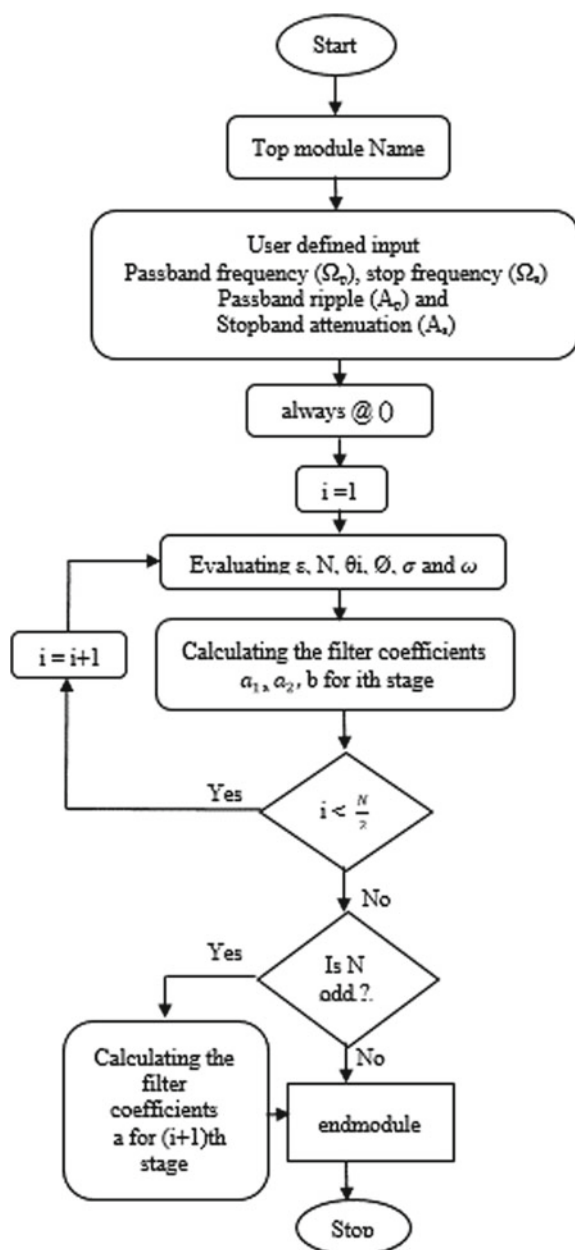 Start
Top module Name
User defined input
Passband frequency (Ωₚ), stop frequency (Ωₛ)
Passband ripple (Aₚ) and
Stopband attenuation (Aₛ)
always @ ()
i =1
Evaluating ε, N, θi, Ø, σ and ω
i = i+1
Calculating the filter coefficients
a₁, a₂, b for ith stage
Yes
i < N/2
No
Yes
Is N
odd ?.
No
Calculating the
filter
coefficients
a for (i+1)th
stage
endmodule
Stop